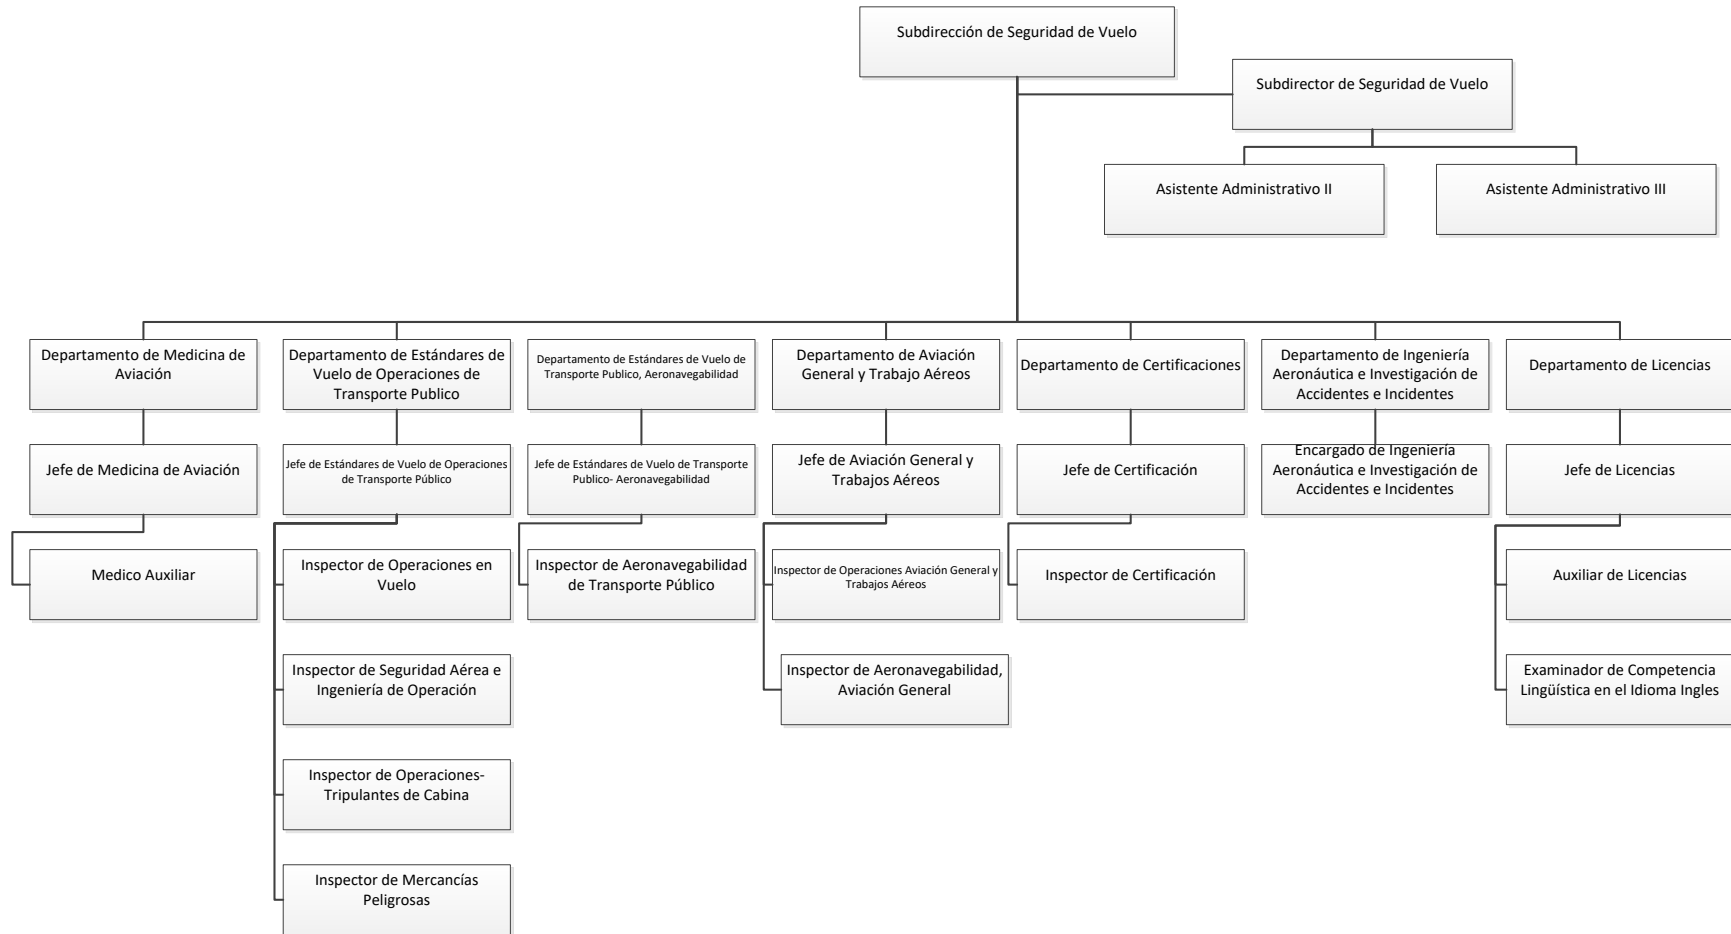 Subdirección de Seguridad de Vuelo
Subdirector de Seguridad de Vuelo
Asistente Administrativo II
Asistente Administrativo III
Departamento de Medicina de
Aviación
Departamento de Estándares de
Vuelo de Operaciones de
Transporte Publico
Departamento de Estándares de Vuelo de
Transporte Publico, Aeronavegabilidad
Departamento de Aviación
General y Trabajo Aéreos
Departamento de Certificaciones
Departamento de Ingeniería
Aeronáutica e Investigación de
Accidentes e Incidentes
Departamento de Licencias
Jefe de Medicina de Aviación
Jefe de Estándares de Vuelo de Operaciones
de Transporte Público
Jefe de Estándares de Vuelo de Transporte
Publico- Aeronavegabilidad
Jefe de Aviación General y
Trabajos Aéreos
Jefe de Certificación
Encargado de Ingeniería
Aeronáutica e Investigación de
Accidentes e Incidentes
Jefe de Licencias
Medico Auxiliar
Inspector de Operaciones en
Vuelo
Inspector de Aeronavegabilidad
de Transporte Público
Inspector de Operaciones Aviación General y
Trabajos Aéreos
Inspector de Certificación
Auxiliar de Licencias
Inspector de Seguridad Aérea e
Ingeniería de Operación
Inspector de Aeronavegabilidad,
Aviación General
Examinador de Competencia
Lingüística en el Idioma Ingles
Inspector de Operaciones-
Tripulantes de Cabina
Inspector de Mercancías
Peligrosas